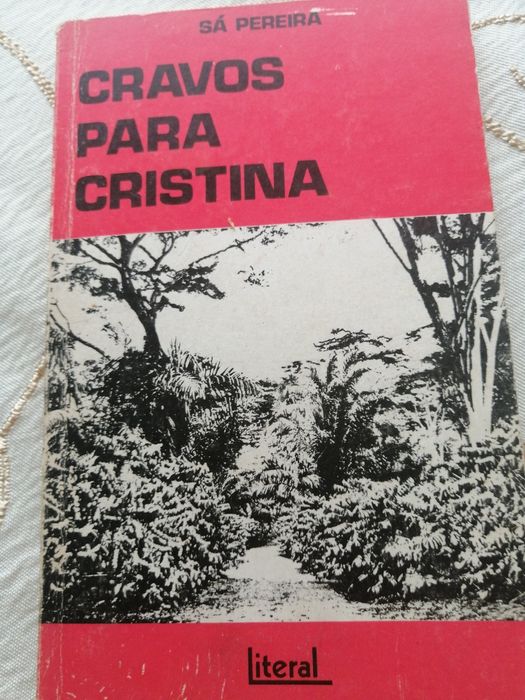 SÁ PEREIRA
CRAVOS
PARA
CRISTINA
Literal